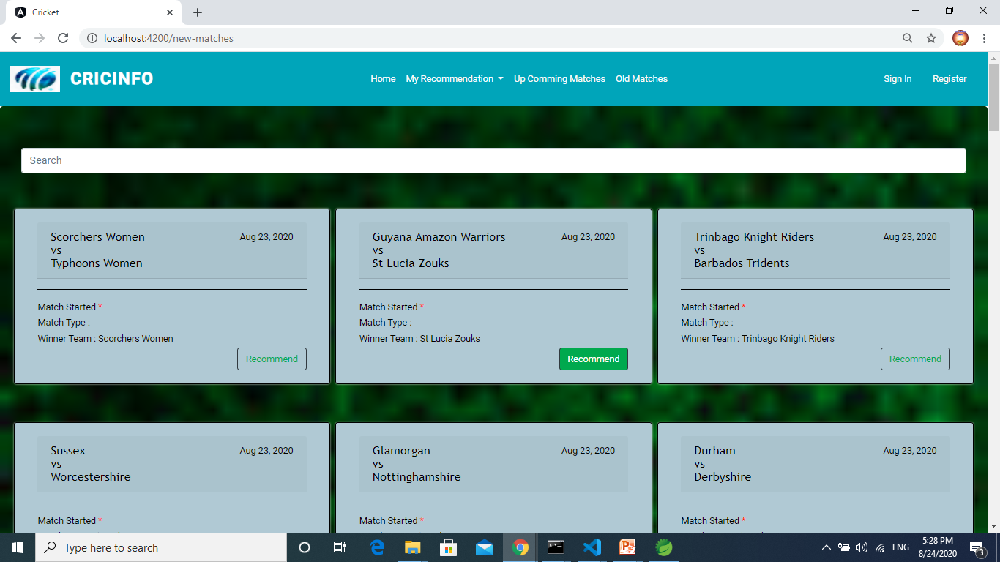 Cricket
localhost:4200/new-matches
CRICINFO
Home My Recommendation Up Comming Matches Old Matches Sign In Register
Search
Scorchers Women Aug 23, 2020
vs
Typhoons Women
Match Started *
Match Type :
Winner Team : Scorchers Women
Recommend
Guyana Amazon Warriors Aug 23, 2020
vs
St Lucia Zouks
Match Started *
Match Type :
Winner Team : St Lucia Zouks
Recommend
Trinbago Knight Riders Aug 23, 2020
vs
Barbados Tridents
Match Started *
Match Type :
Winner Team : Trinbago Knight Riders
Recommend
Sussex Aug 23, 2020
vs
Worcestershire
Match Started *
Glamorgan Aug 23, 2020
vs
Nottinghamshire
Match Started *
Durham Aug 23, 2020
vs
Derbyshire
Match Started *
Type here to search
ENG
5:28 PM
8/24/2020
3